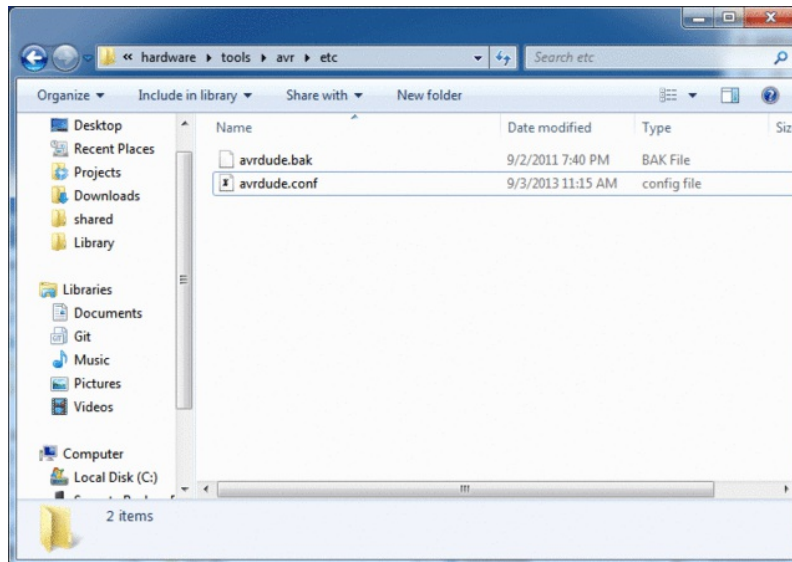 « hardware ▸ tools ▸ avr ▸ etc
Search etc
Organize Include in library Share with New folder
Name Date modified Type Siz
avrdude.bak 9/2/2011 7:40 PM BAK File
avrdude.conf 9/3/2013 11:15 AM config file
Desktop
Recent Places
Projects
Downloads
shared
Library
Libraries
Documents
Git
Music
Pictures
Videos
Computer
Local Disk (C:)
2 items